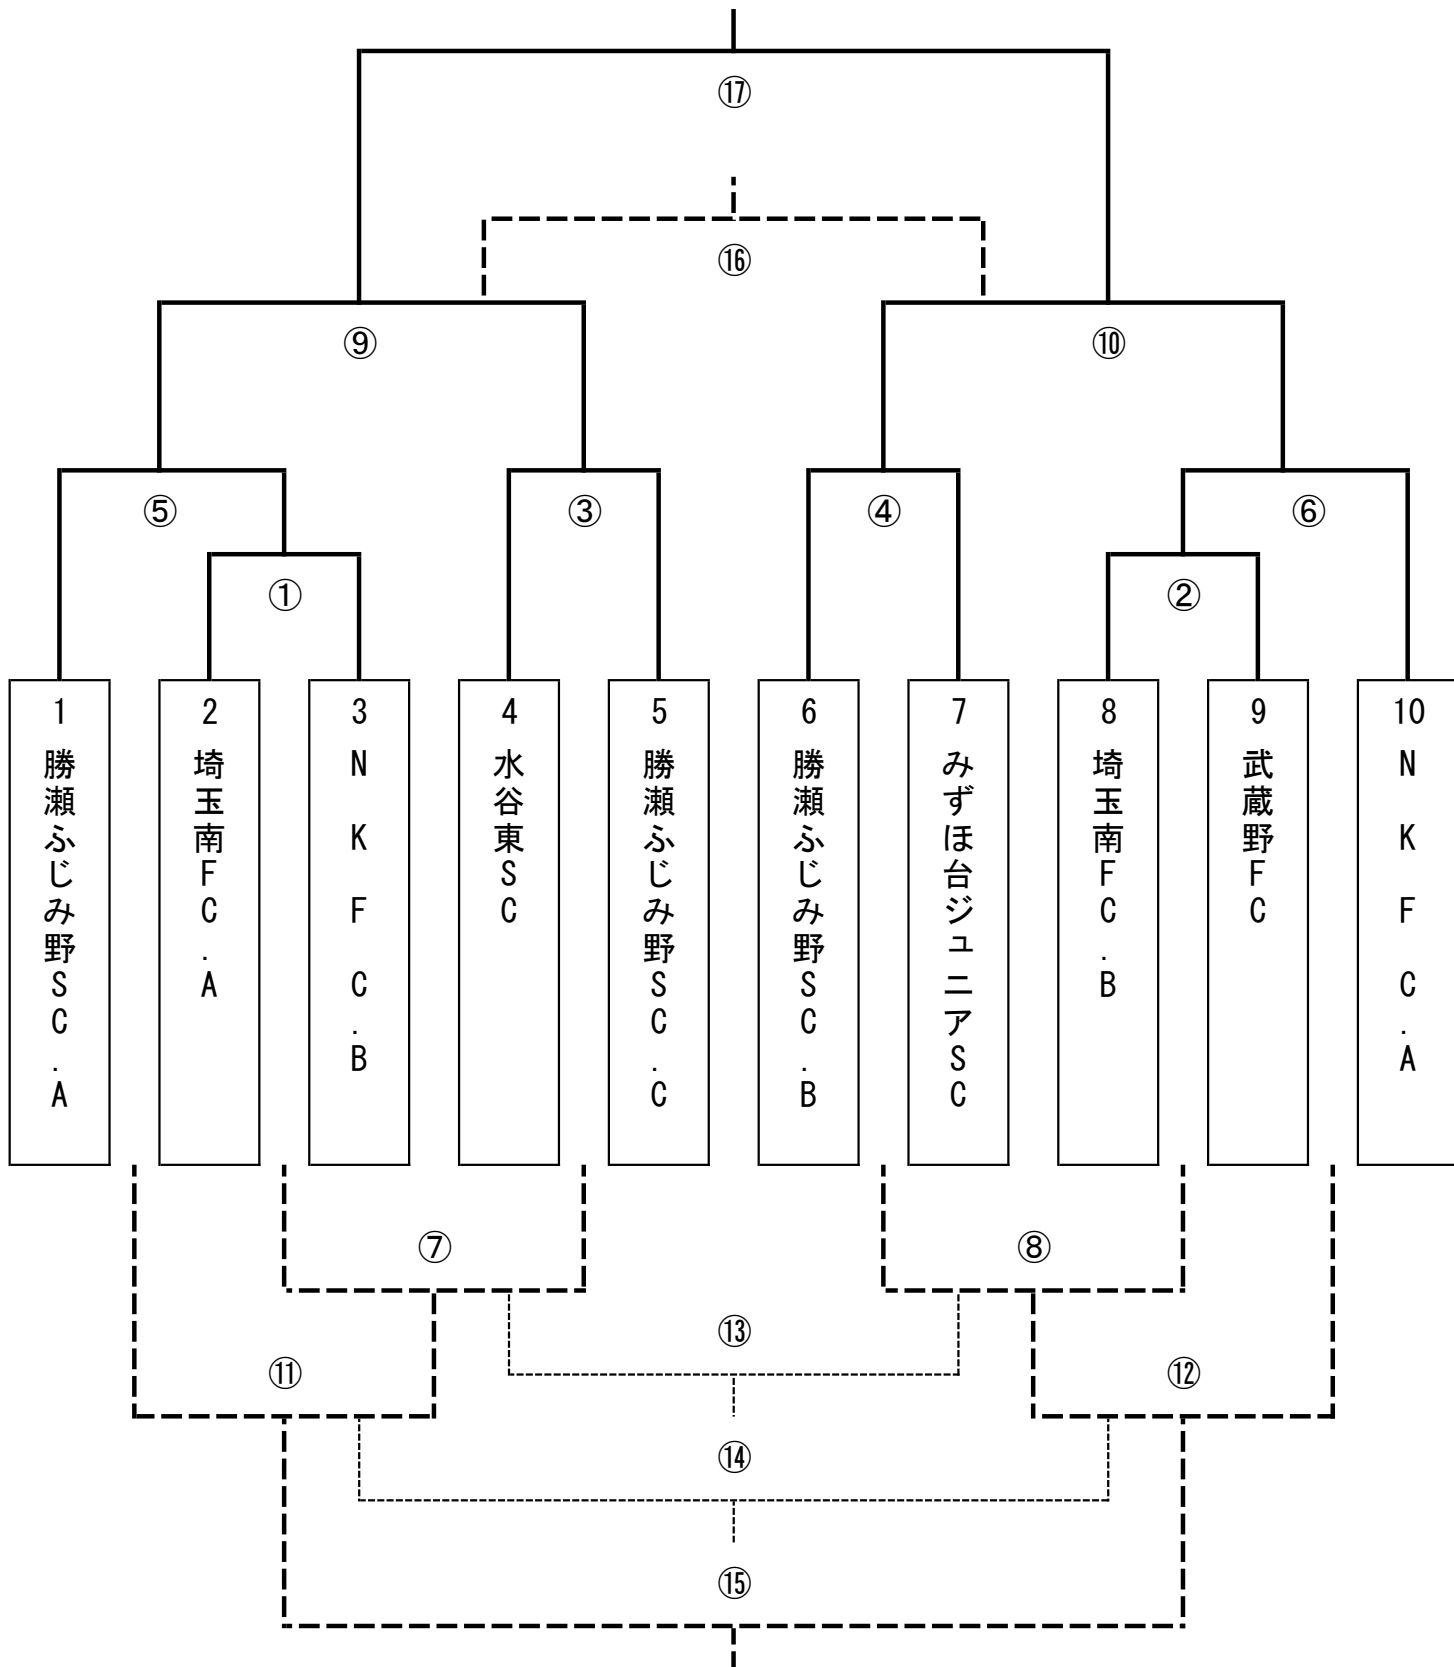 ⑰
⑯
⑨
⑩
⑤
③
④
⑥
①
②
1 勝瀬ふじみ野SC.A
2 埼玉南FC.A
3 NKFC.B
4 水谷東SC
5 勝瀬ふじみ野SC.C
6 勝瀬ふじみ野SC.B
7 みずほ台ジュニアSC
8 埼玉南FC.B
9 武蔵野FC
10 NKFC.A
⑦
⑧
⑬
⑪
⑫
⑭
⑮